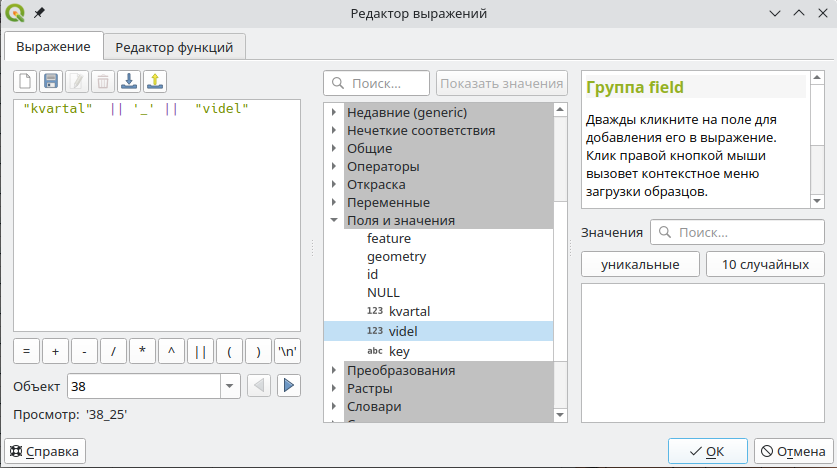 Редактор выражений
Выражение
Редактор функций
"kvartal" || '_' || "videl"
= + - / * ^ || ( ) '\n'
Объект 38
Просмотр: '38_25'
Поиск...
Показать значения
Недавние (generic)
Нечеткие соответствия
Общие
Операторы
Откраска
Переменные
Поля и значения
feature
geometry
id
NULL
123 kvartal
123 videl
abc key
Преобразования
Растры
Словари
Группа field
Дважды кликните на поле для
добавления его в выражение.
Клик правой кнопкой мыши
вызовет контекстное меню
загрузки образцов.
Значения
Поиск...
уникальные
10 случайных
Справка
OK
Отмена